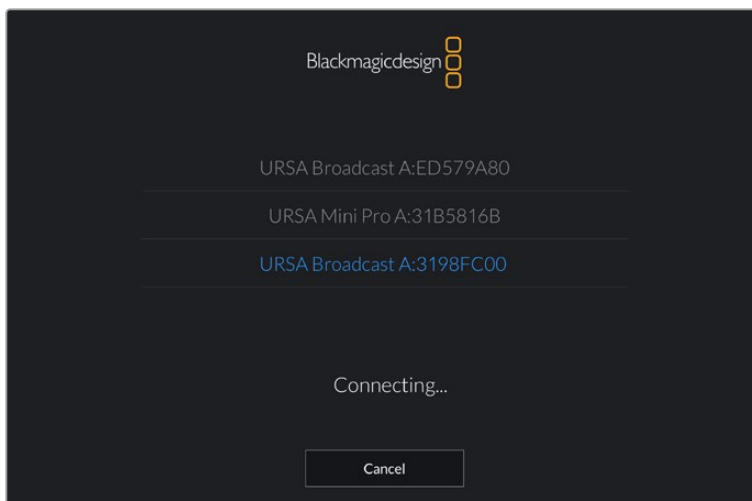 Blackmagicdesign
URSA Broadcast A:ED579A80
URSA Mini Pro A:31B5816B
URSA Broadcast A:3198FC00
Connecting...
Cancel